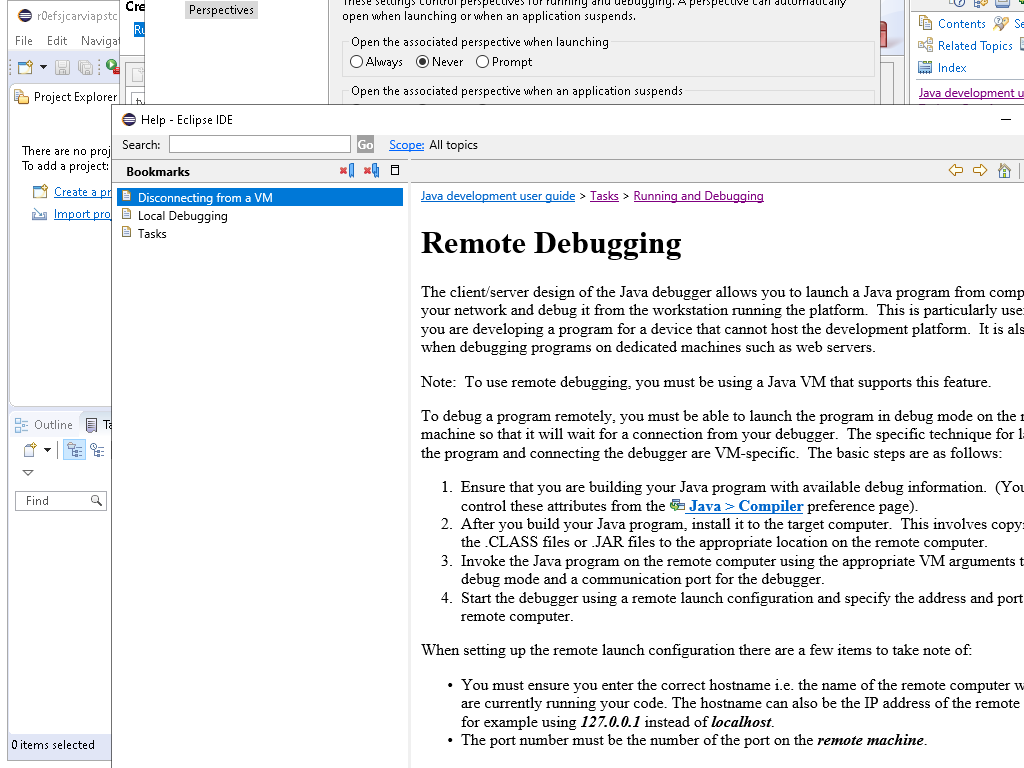 r0efsjcarviapstc
File Edit Naviga
Project Explorer
There are no proj
To add a project:
Create a pr
Import pro
Outline
Ta
Find
0 items selected
Cre
Ru
Perspectives
These settings control perspectives for running and debugging. A perspective can automatically
open when launching or when an application suspends.
Open the associated perspective when launching
Always Never Prompt
Open the associated perspective when an application suspends
Contents Se
Related Topics
Index
Java development u
Help - Eclipse IDE
Search: Go Scope: All topics
Bookmarks
Disconnecting from a VM
Local Debugging
Tasks
Java development user guide > Tasks > Running and Debugging
Remote Debugging
The client/server design of the Java debugger allows you to launch a Java program from comp
your network and debug it from the workstation running the platform. This is particularly use
you are developing a program for a device that cannot host the development platform. It is als
when debugging programs on dedicated machines such as web servers.
Note: To use remote debugging, you must be using a Java VM that supports this feature.
To debug a program remotely, you must be able to launch the program in debug mode on the r
machine so that it will wait for a connection from your debugger. The specific technique for la
the program and connecting the debugger are VM-specific. The basic steps are as follows:
1. Ensure that you are building your Java program with available debug information. (You
control these attributes from the Java > Compiler preference page).
2. After you build your Java program, install it to the target computer. This involves copy
the .CLASS files or .JAR files to the appropriate location on the remote computer.
3. Invoke the Java program on the remote computer using the appropriate VM arguments t
debug mode and a communication port for the debugger.
4. Start the debugger using a remote launch configuration and specify the address and port
remote computer.
When setting up the remote launch configuration there are a few items to take note of:
• You must ensure you enter the correct hostname i.e. the name of the remote computer w
are currently running your code. The hostname can also be the IP address of the remote
for example using 127.0.0.1 instead of localhost.
• The port number must be the number of the port on the remote machine.